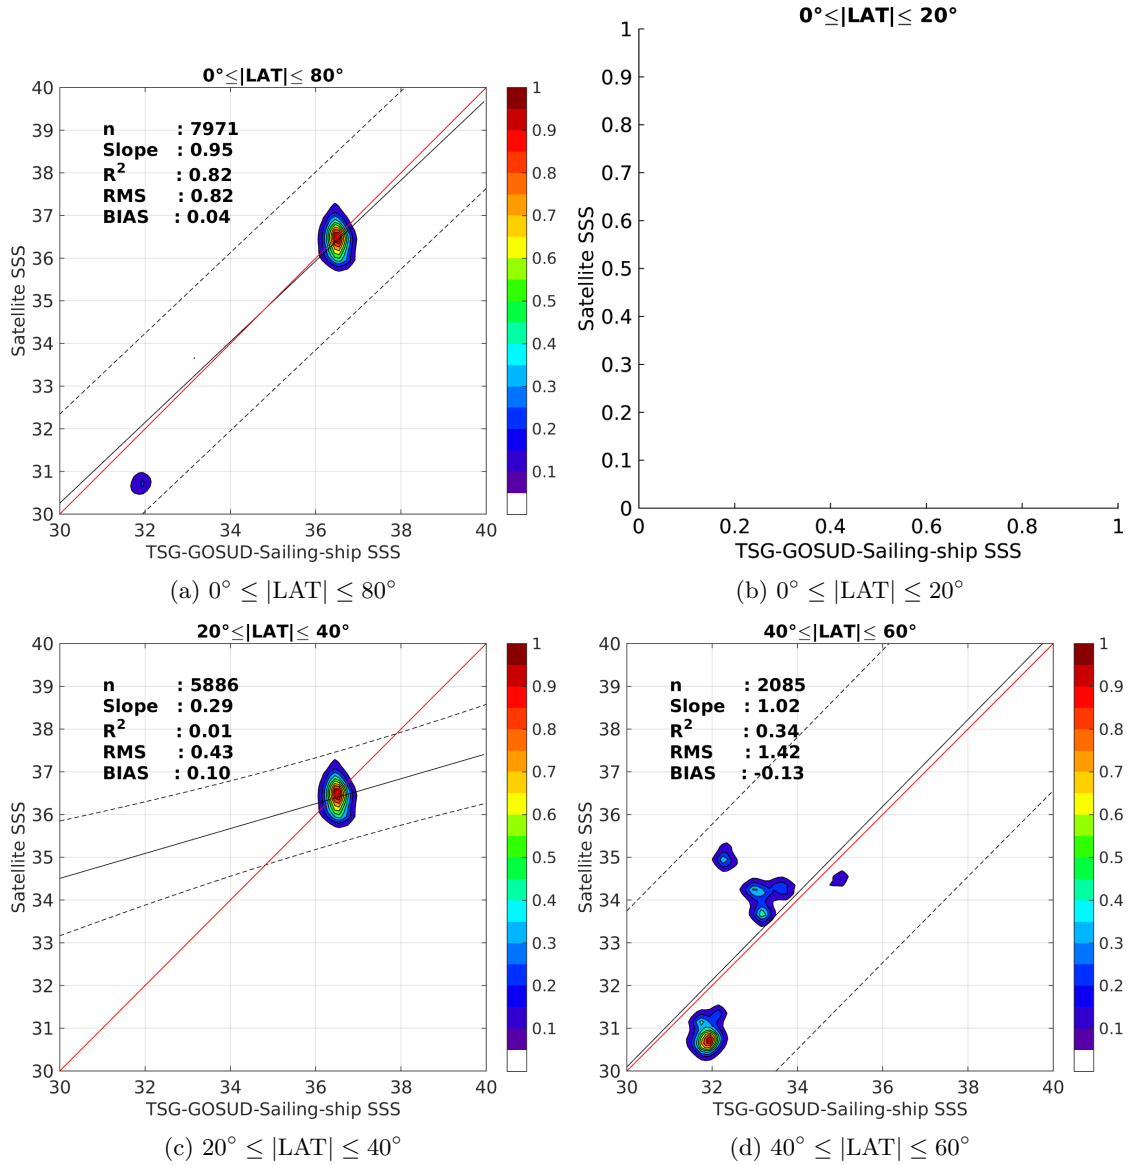 0°≤|LAT|≤ 80°
n : 7971
Slope : 0.95
R2 : 0.82
RMS : 0.82
BIAS : 0.04
40
39
38
37
36
35
34
33
32
31
30
30 32 34 36 38 40
1
0.9
0.8
0.7
0.6
0.5
0.4
0.3
0.2
0.1
Satellite SSS
TSG-GOSUD-Sailing-ship SSS
(a) 0° ≤ |LAT| ≤ 80°
0°≤|LAT|≤ 20°
1
0.9
0.8
0.7
0.6
0.5
0.4
0.3
0.2
0.1
0
0 0.2 0.4 0.6 0.8 1
Satellite SSS
TSG-GOSUD-Sailing-ship SSS
(b) 0° ≤ |LAT| ≤ 20°
20°≤|LAT|≤ 40°
n : 5886
Slope : 0.29
R2 : 0.01
RMS : 0.43
BIAS : 0.10
40
39
38
37
36
35
34
33
32
31
30
30 32 34 36 38 40
1
0.9
0.8
0.7
0.6
0.5
0.4
0.3
0.2
0.1
Satellite SSS
TSG-GOSUD-Sailing-ship SSS
(c) 20° ≤ |LAT| ≤ 40°
40°≤|LAT|≤ 60°
n : 2085
Slope : 1.02
R2 : 0.34
RMS : 1.42
BIAS : -0.13
40
39
38
37
36
35
34
33
32
31
30
30 32 34 36 38 40
1
0.9
0.8
0.7
0.6
0.5
0.4
0.3
0.2
0.1
Satellite SSS
TSG-GOSUD-Sailing-ship SSS
(d) 40° ≤ |LAT| ≤ 60°